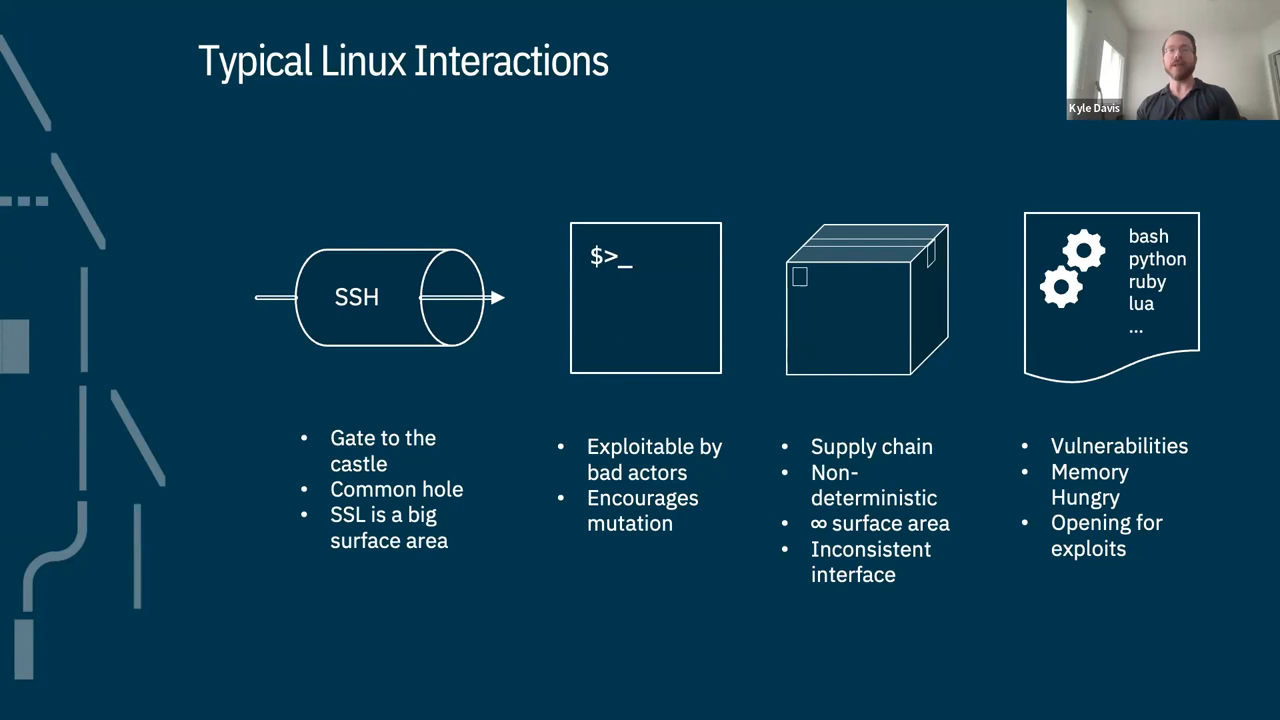 Typical Linux Interactions
Kyle Davis
SSH
$>_
bash
python
ruby
lua
...
• Gate to the
castle
• Common hole
• SSL is a big
surface area
• Exploitable by
bad actors
• Encourages
mutation
• Supply chain
• Non-
deterministic
• ∞ surface area
• Inconsistent
interface
• Vulnerabilities
• Memory
Hungry
• Opening for
exploits